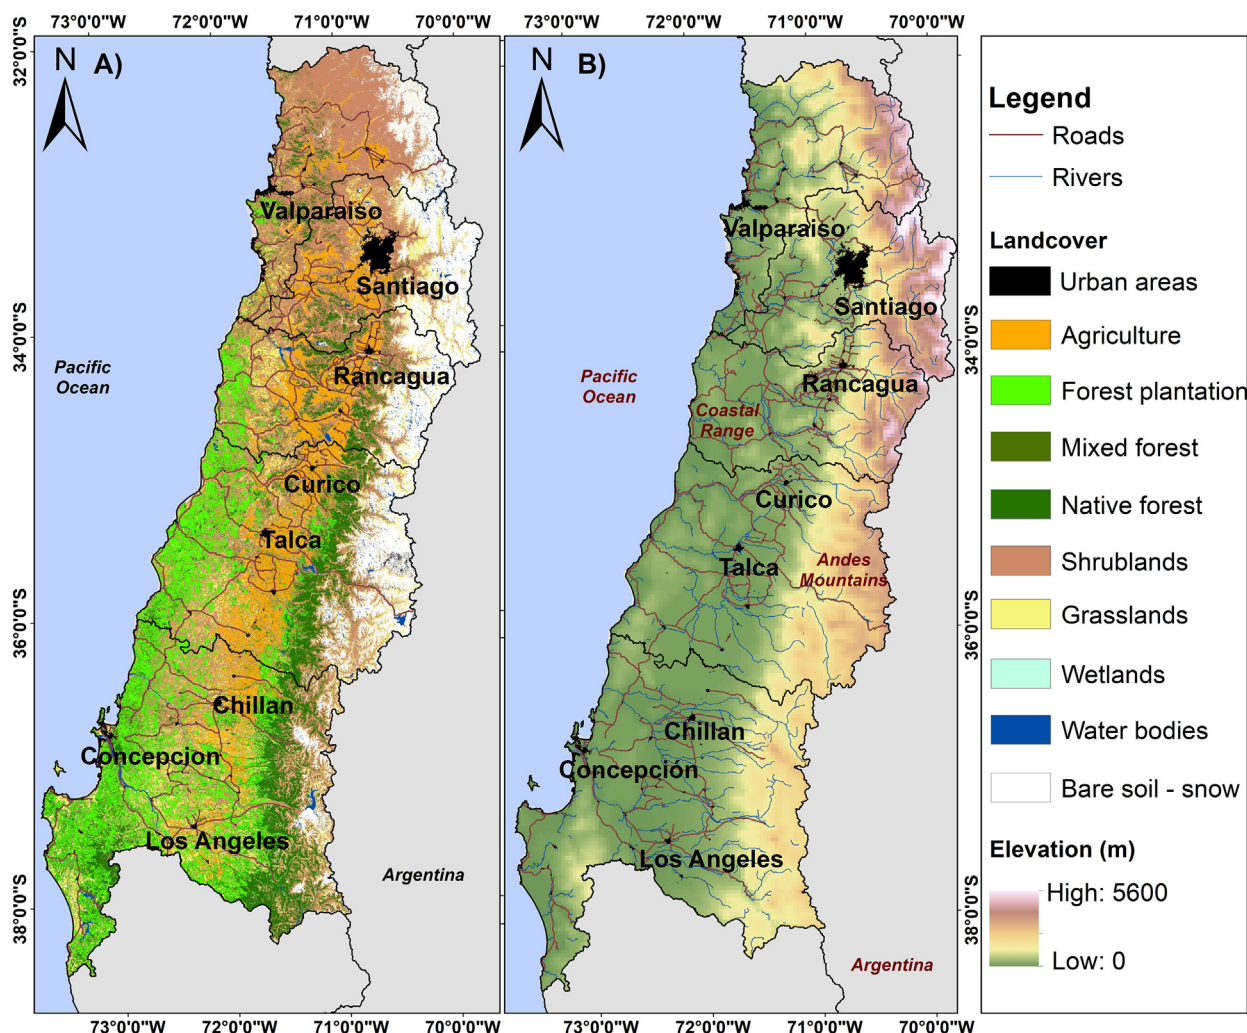 73°0'0"W 72°0'0"W 71°0'0"W 70°0'0"W
73°0'0"W 72°0'0"W 71°0'0"W 70°0'0"W
32°0'0"S
34°0'0"S
36°0'0"S
38°0'0"S
N
A)
Valparaiso
Santiago
Pacific
Ocean
Rancagua
Curico
Talca
Chillan
Concepcion
Los Angeles
Argentina
73°0'0"W 72°0'0"W 71°0'0"W 70°0'0"W
N
B)
Valparaiso
Santiago
Pacific
Ocean
Rancagua
Coastal
Range
Curico
Talca
Andes
Mountains
Chillan
Concepción
Los Angeles
Argentina
34°0'0"S
36°0'0"S
38°0'0"S
73°0'0"W 72°0'0"W 71°0'0"W 70°0'0"W
Legend
Roads
Rivers
Landcover
Urban areas
Agriculture
Forest plantation
Mixed forest
Native forest
Shrublands
Grasslands
Wetlands
Water bodies
Bare soil - snow
Elevation (m)
High: 5600
Low: 0